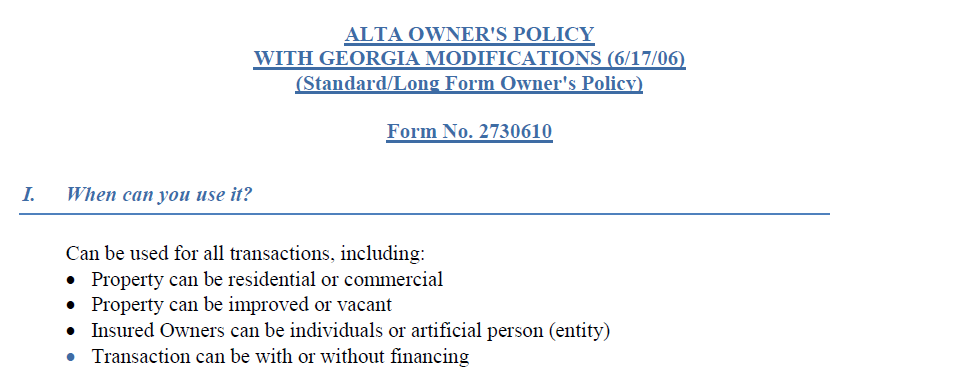 ALTA OWNER'S POLICY
WITH GEORGIA MODIFICATIONS (6/17/06)
(Standard/Long Form Owner's Policy)
Form No. 2730610
I. When can you use it?
Can be used for all transactions, including:
• Property can be residential or commercial
• Property can be improved or vacant
• Insured Owners can be individuals or artificial person (entity)
• Transaction can be with or without financing